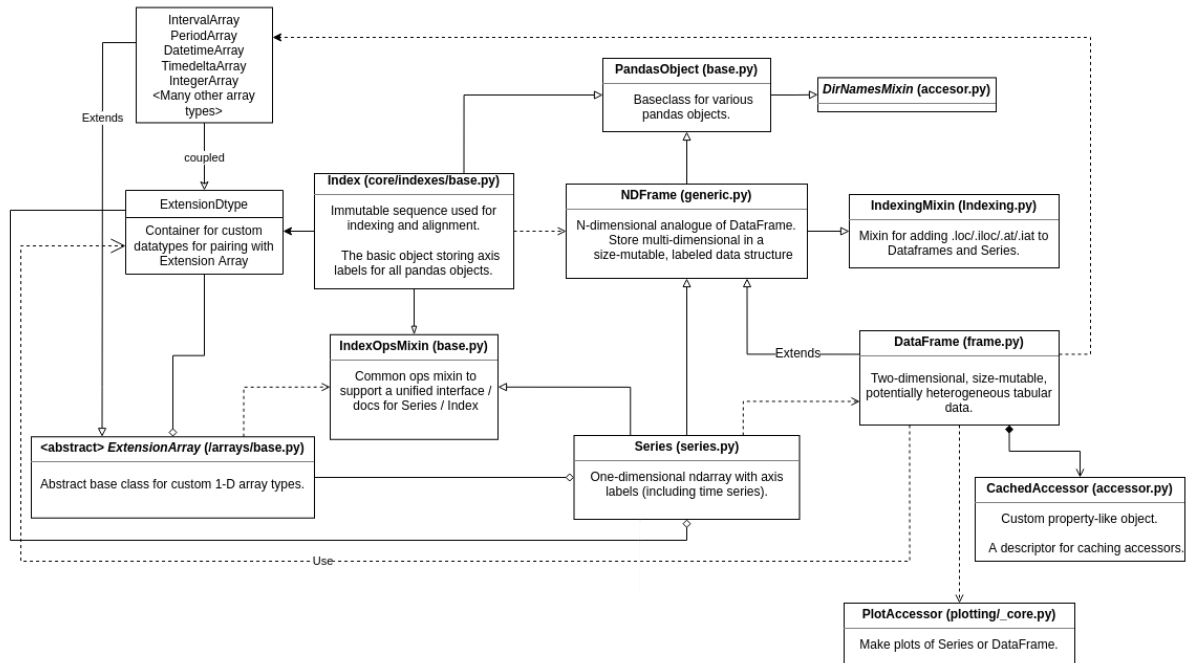 IntervalArray
PeriodArray
DatetimeArray
TimedeltaArray
IntegerArray
<Many other array
types>
Extends
coupled
PandasObject (base.py)
Baseclass for various
pandas objects.
DirNamesMixin (accesor.py)
Index (core/indexes/base.py)
Immutable sequence used for
indexing and alignment.
The basic object storing axis
labels for all pandas objects.
ExtensionDtype
Container for custom
datatypes for pairing with
Extension Array
NDFrame (generic.py)
N-dimensional analogue of DataFrame.
Store multi-dimensional in a
size-mutable, labeled data structure
IndexingMixin (Indexing.py)
Mixin for adding .loc/.iloc/.at/.iat to
Dataframes and Series.
IndexOpsMixin (base.py)
Common ops mixin to
support a unified interface /
docs for Series / Index
Extends
DataFrame (frame.py)
Two-dimensional, size-mutable,
potentially heterogeneous tabular
data.
<abstract> ExtensionArray (/arrays/base.py)
Abstract base class for custom 1-D array types.
Series (series.py)
One-dimensional ndarray with axis
labels (including time series).
CachedAccessor (accessor.py)
Custom property-like object.
A descriptor for caching accessors.
Use
PlotAccessor (plotting/_core.py)
Make plots of Series or DataFrame.